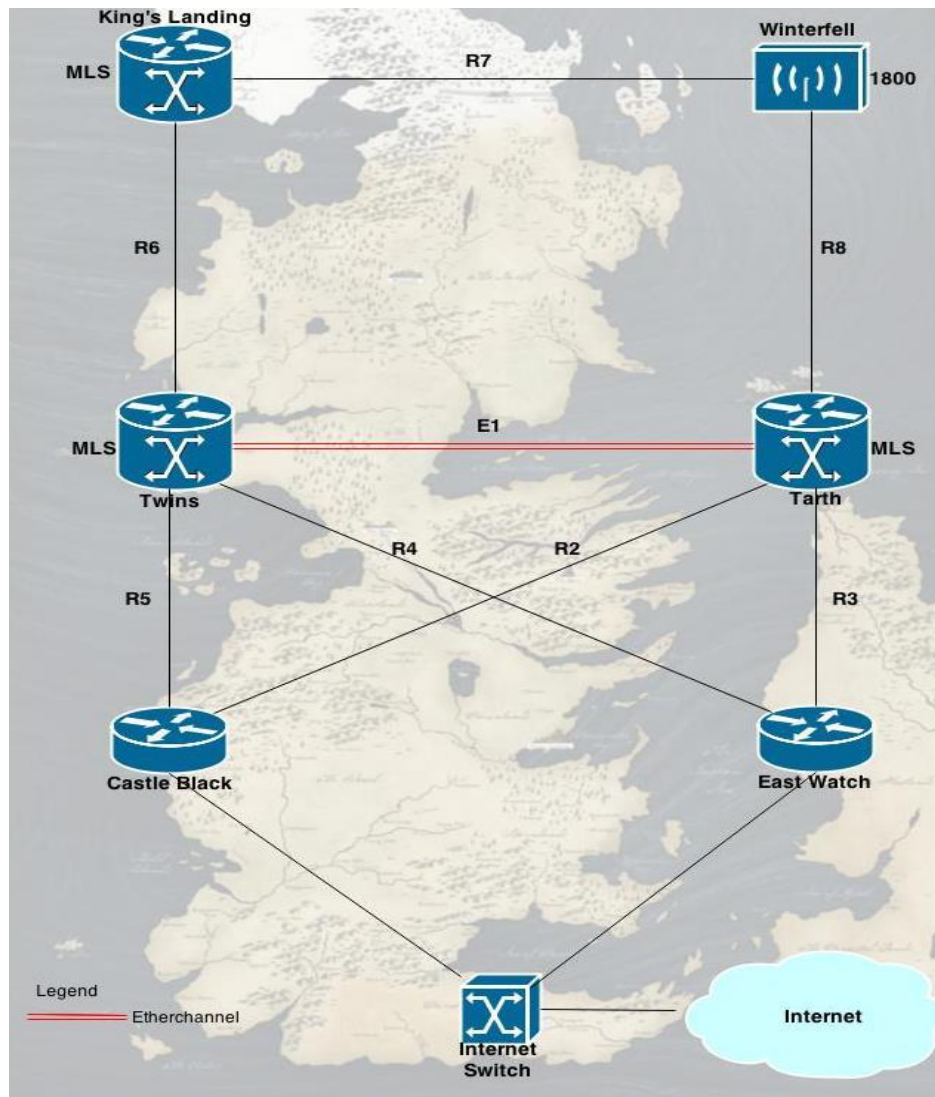 King's Landing
Winterfell
MLS
R7
1800
R6
R8
E1
MLS
MLS
Twins
Tarth
R4
R2
R5
R3
Castle Black
East Watch
Legend
Etherchannel
Internet
Internet
Switch